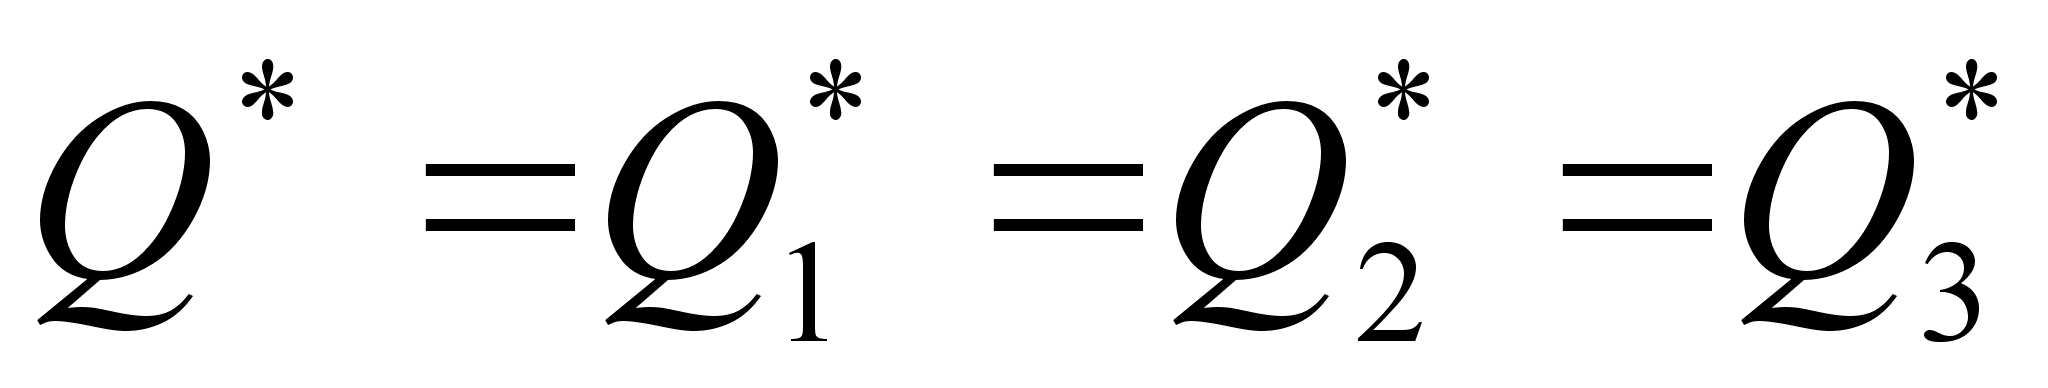 Q* = Q₁* = Q₂* = Q₃*